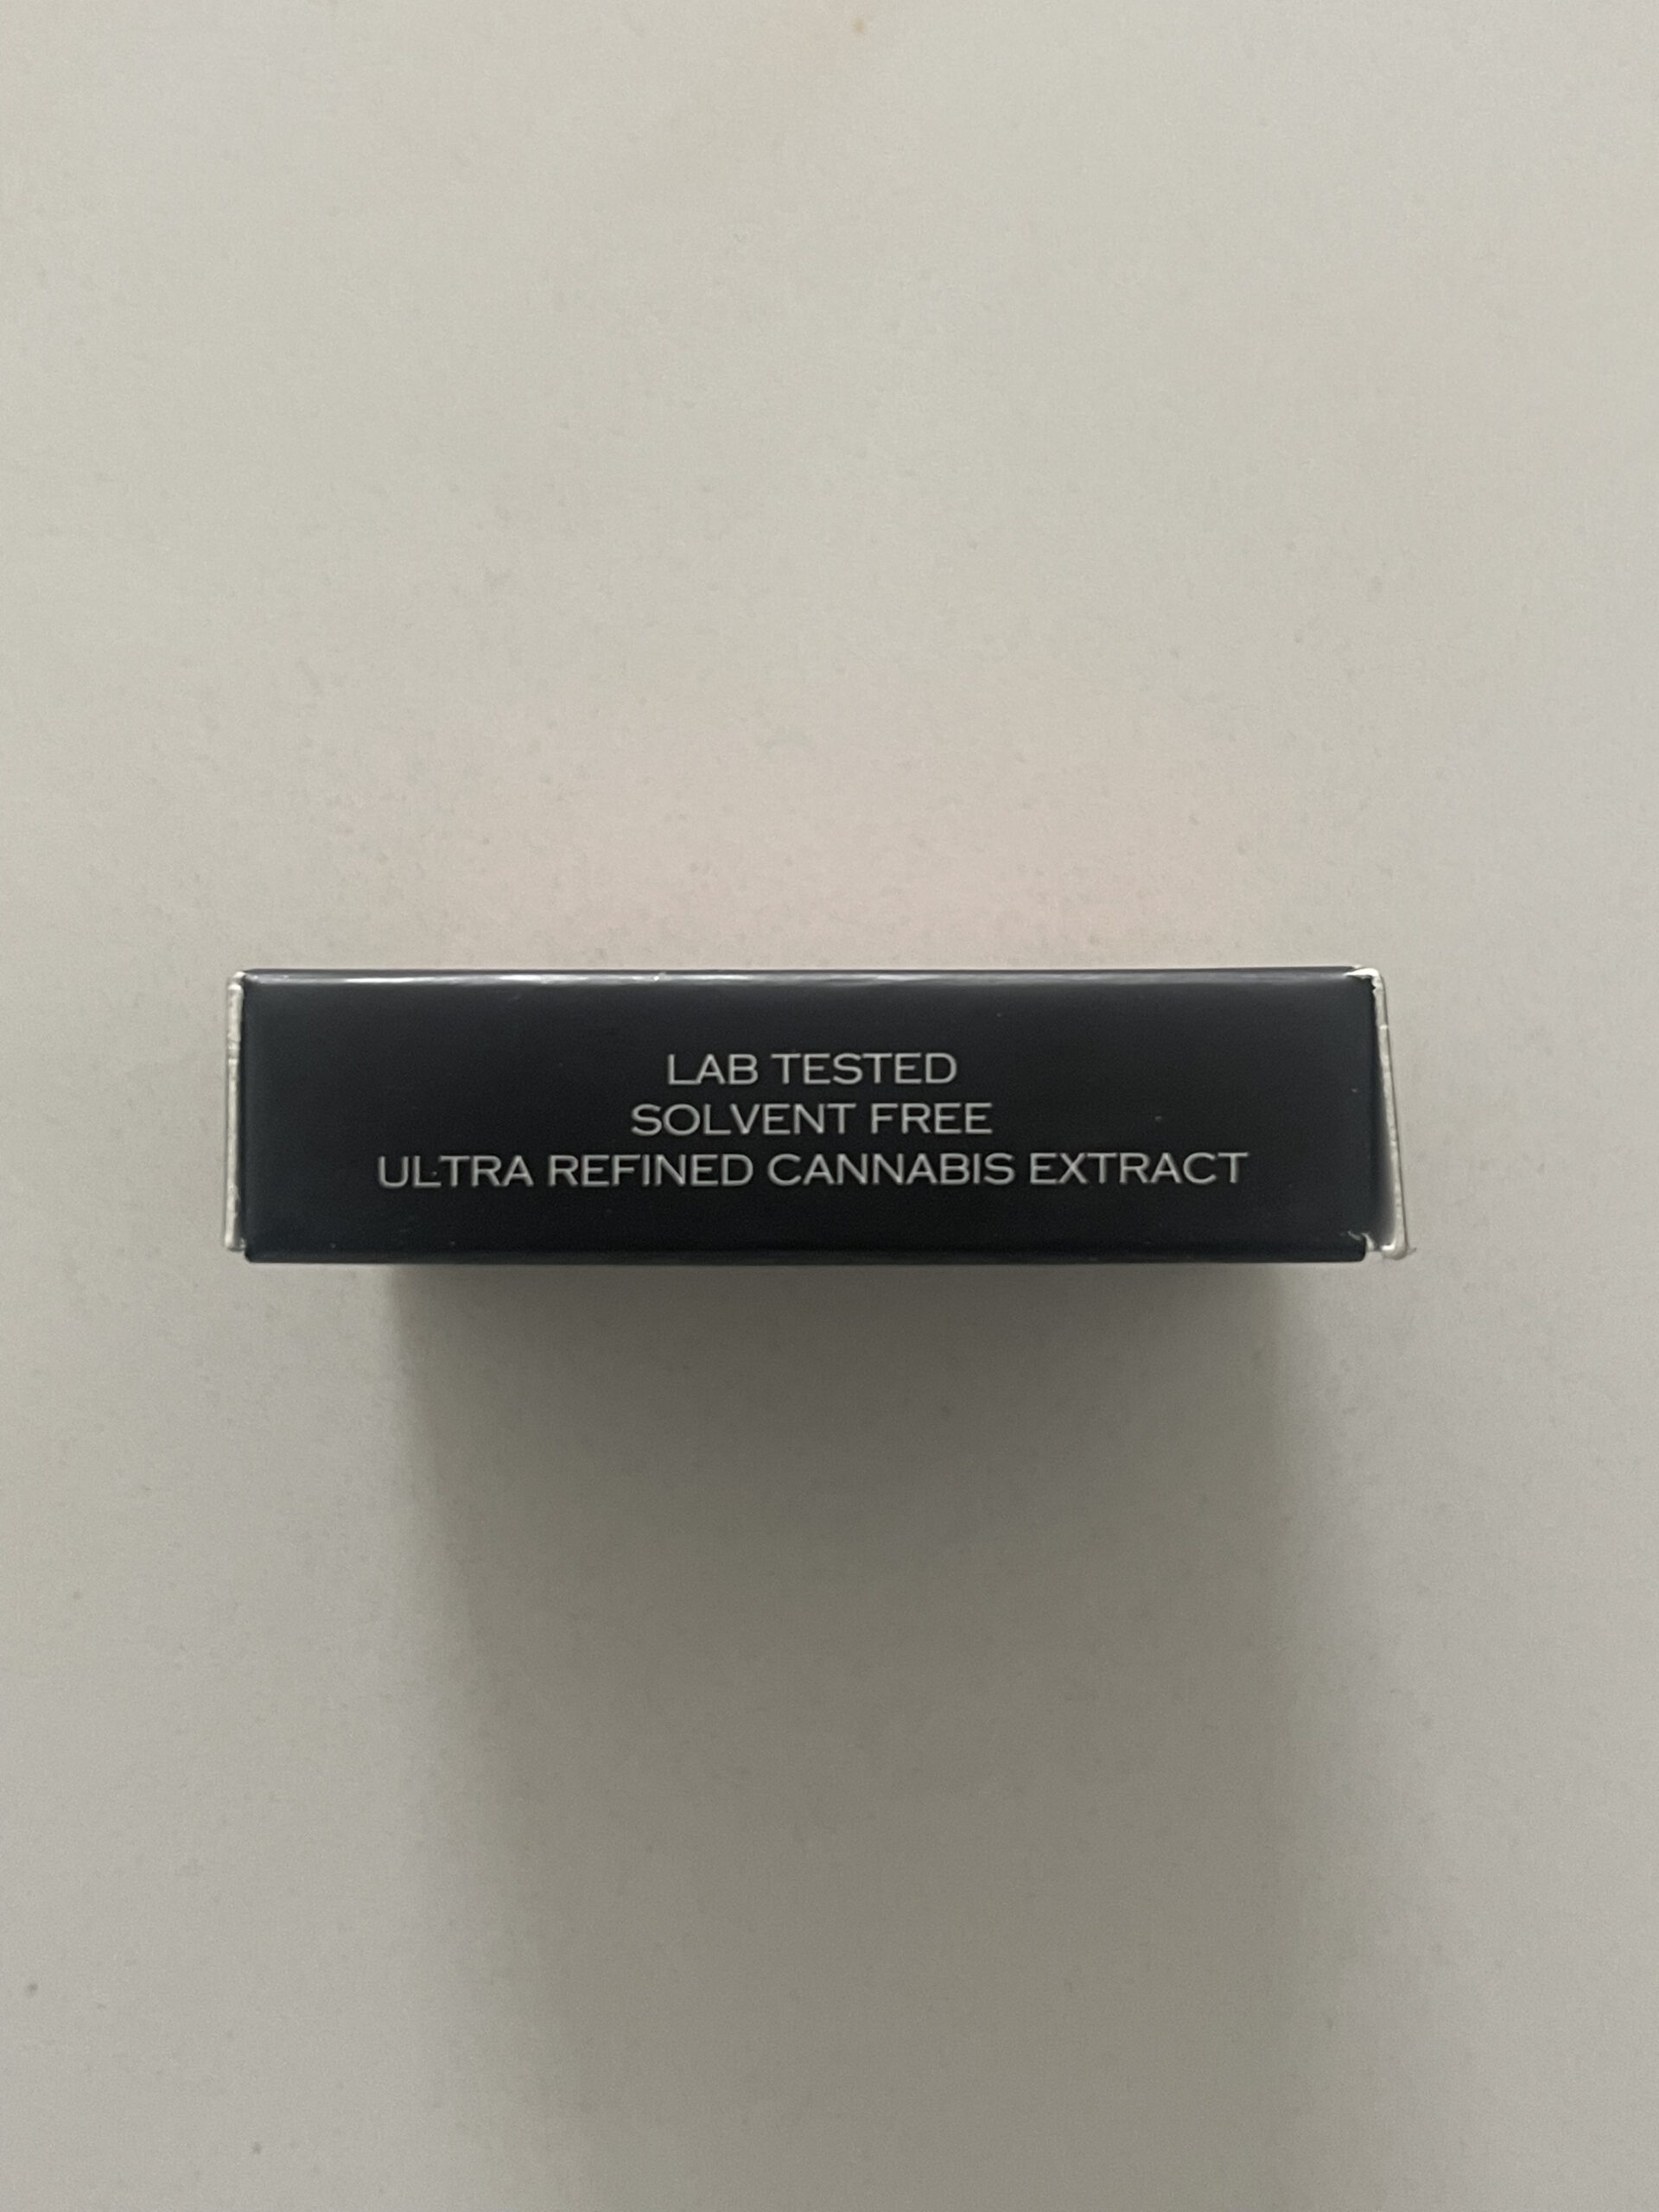 LAB TESTED
SOLVENT FREE
ULTRA REFINED CANNABIS EXTRACT